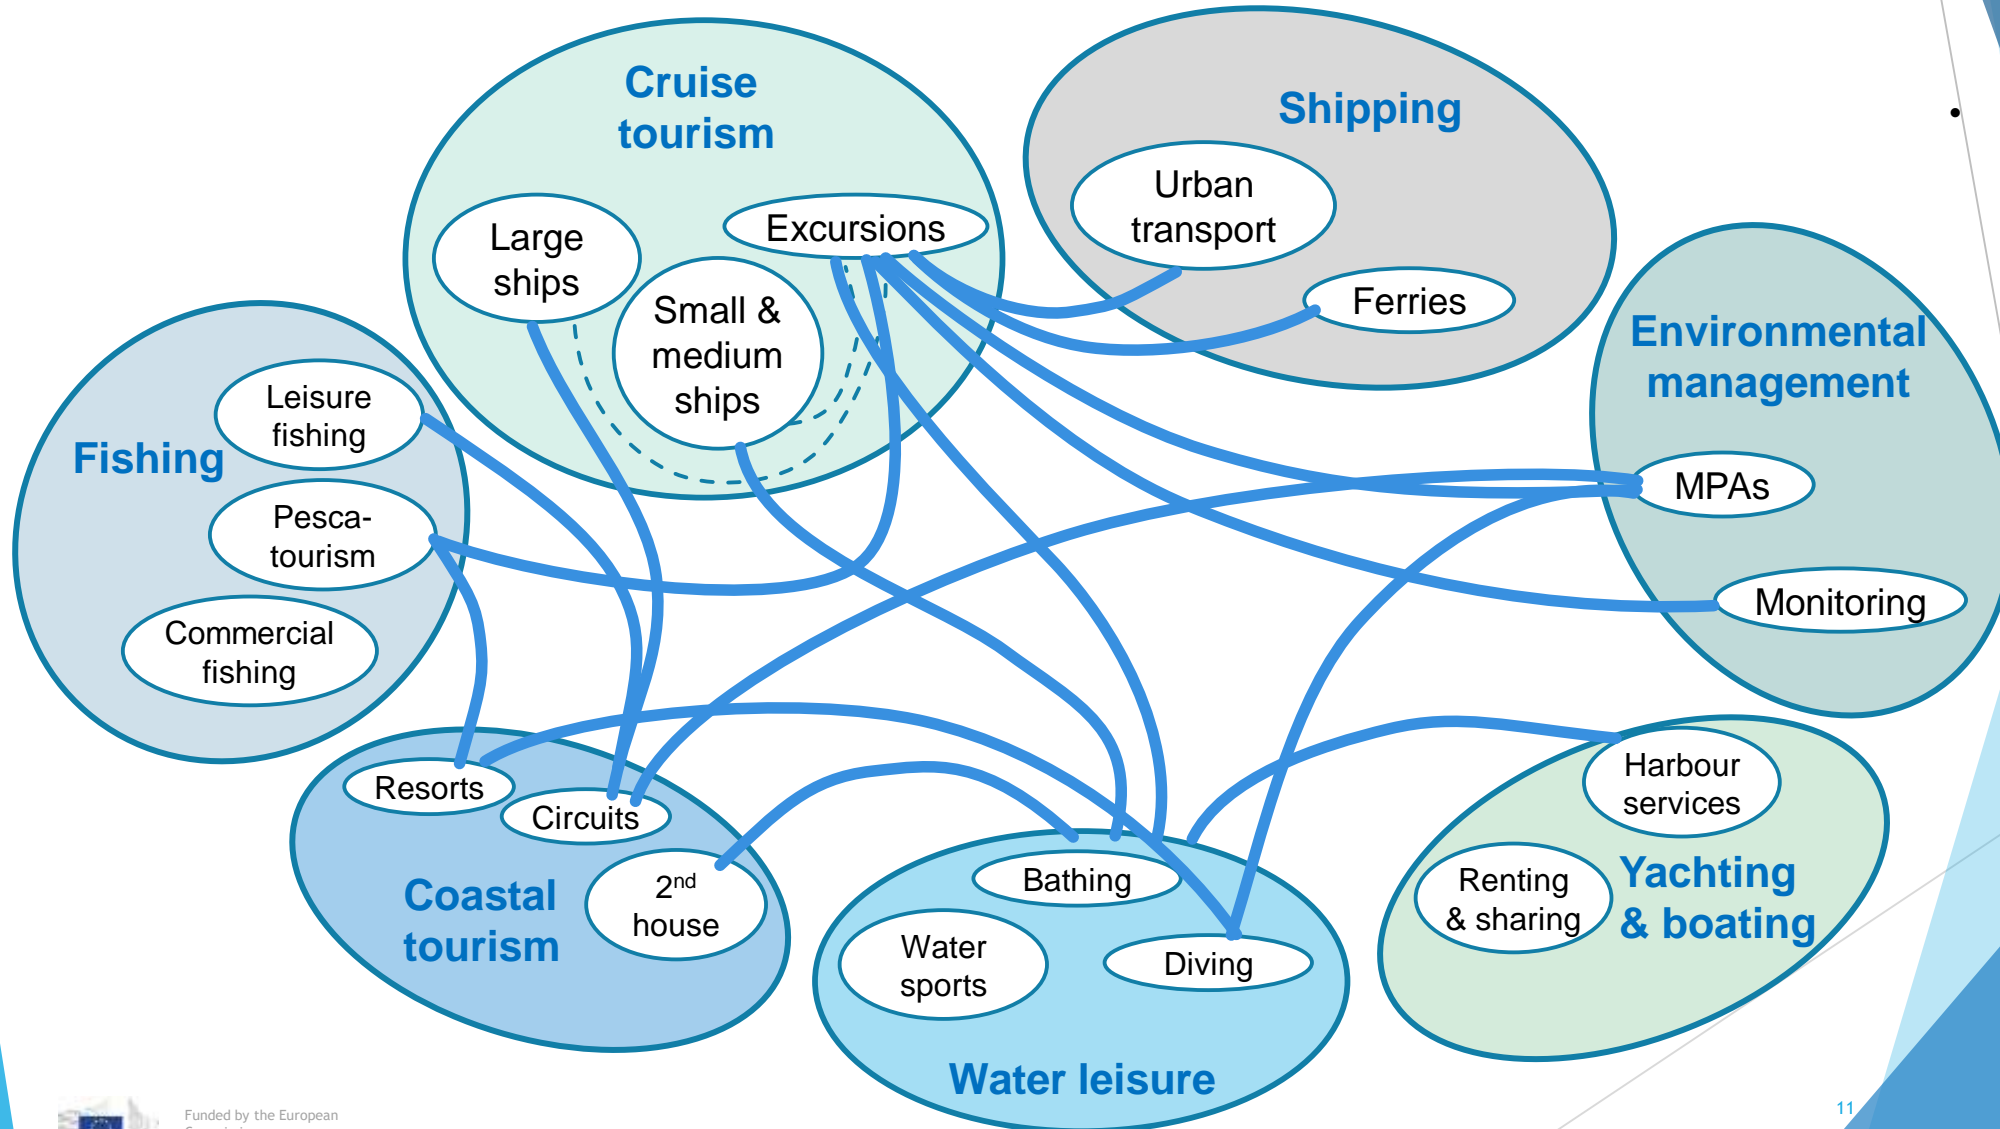 Cruise
tourism
Large
ships
Excursions
Small &
medium
ships
Shipping
Urban
transport
Ferries
•
Environmental
management
MPAs
Monitoring
Fishing
Leisure
fishing
Pesca-
tourism
Commercial
fishing
Resorts
Circuits
2nd
house
Coastal
tourism
Bathing
Water
sports
Diving
Water leisure
Harbour
services
Renting
& sharing
Yachting
& boating
Funded by the European
11